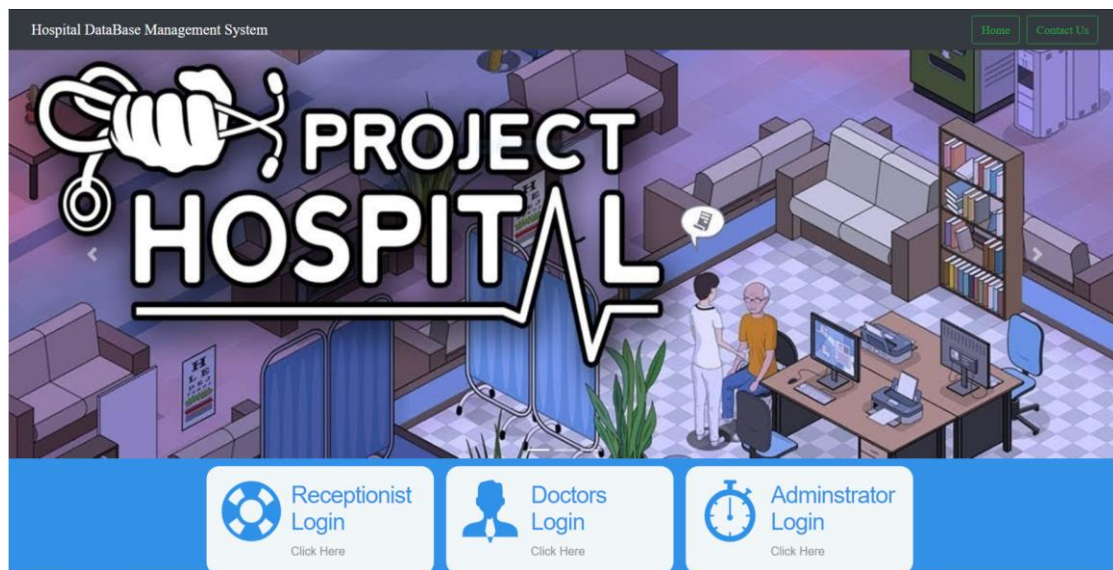 Hospital DataBase Management System
Home
Contact Us
PROJECT
HOSPITAL
Receptionist
Login
Click Here
Doctors
Login
Click Here
Adminstrator
Login
Click Here